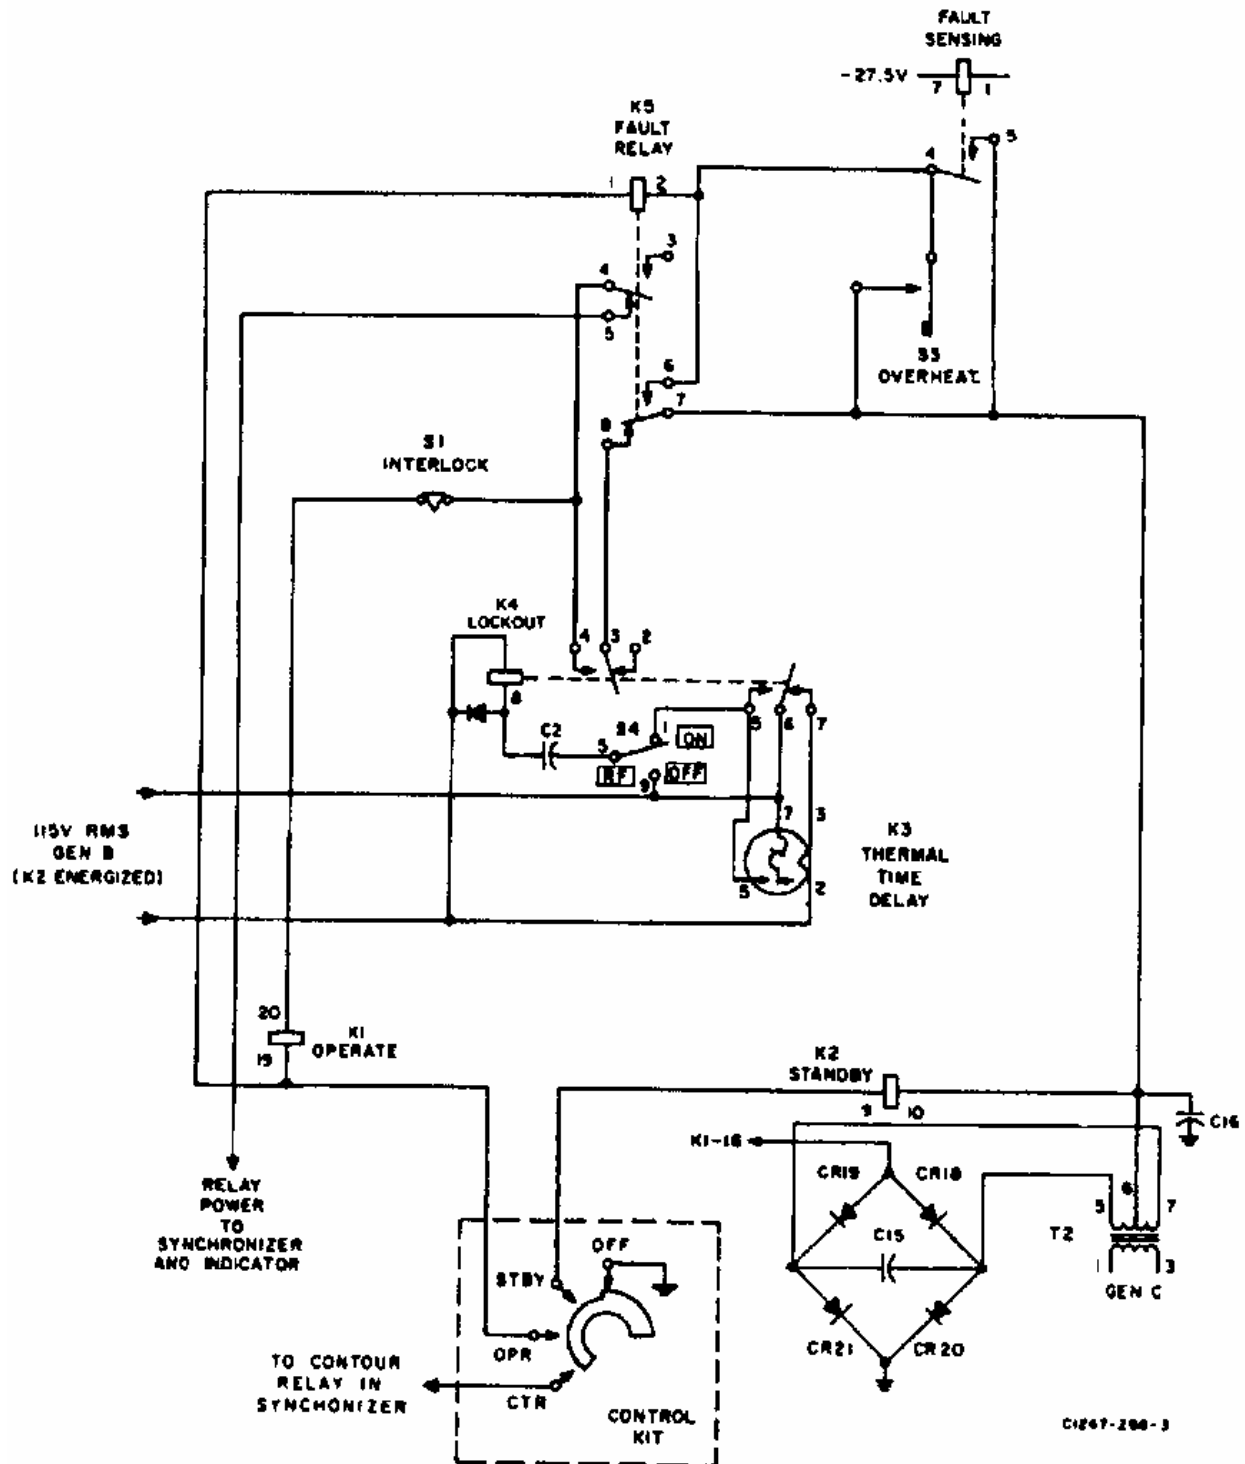 FAULT
SENSING
-27.5V
7
1
K5
FAULT
RELAY
1
2
5
4
3
4
5
S5
OVERHEAT
6
7
8
S1
INTERLOCK
K4
LOCKOUT
4
3
2
8
C2
S4
1
ON
5
RF
OFF
9
5
6
7
115V RMS
GEN B
(K2 ENERGIZED)
7
3
K3
THERMAL
TIME
DELAY
5
2
20
19
K1
OPERATE
K2
STANDBY
9
10
C16
K1-16
CR19
CR18
RELAY
POWER
TO
SYNCHRONIZER
AND INDICATOR
C15
5
6
7
T2
1
3
GEN C
OFF
STBY
OPR
CR21
CR20
TO CONTOUR
RELAY IN
SYNCHONIZER
CTR
CONTROL
KIT